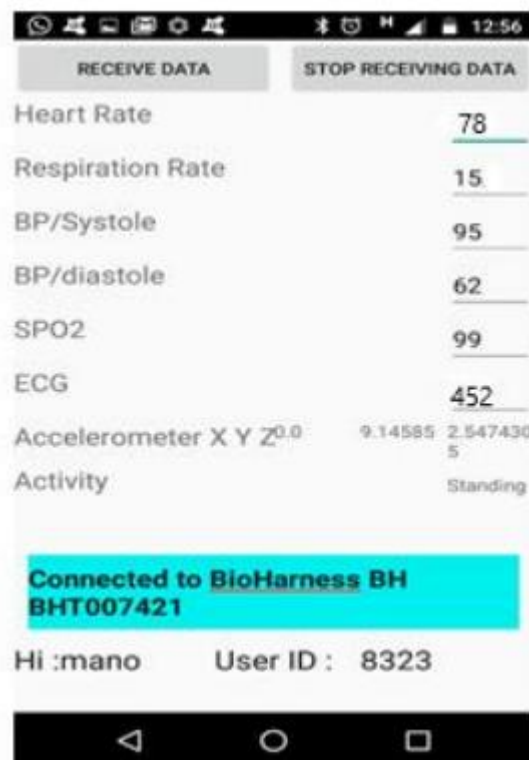 H 12:56
RECEIVE DATA STOP RECEIVING DATA
Heart Rate 78
Respiration Rate 15
BP/Systole 95
BP/diastole 62
SPO2 99
ECG 452
Accelerometer X Y Z 0.0 9.14585 2.547430
5
Activity Standing
Connected to BioHarness BH
BHT007421
Hi :mano User ID : 8323